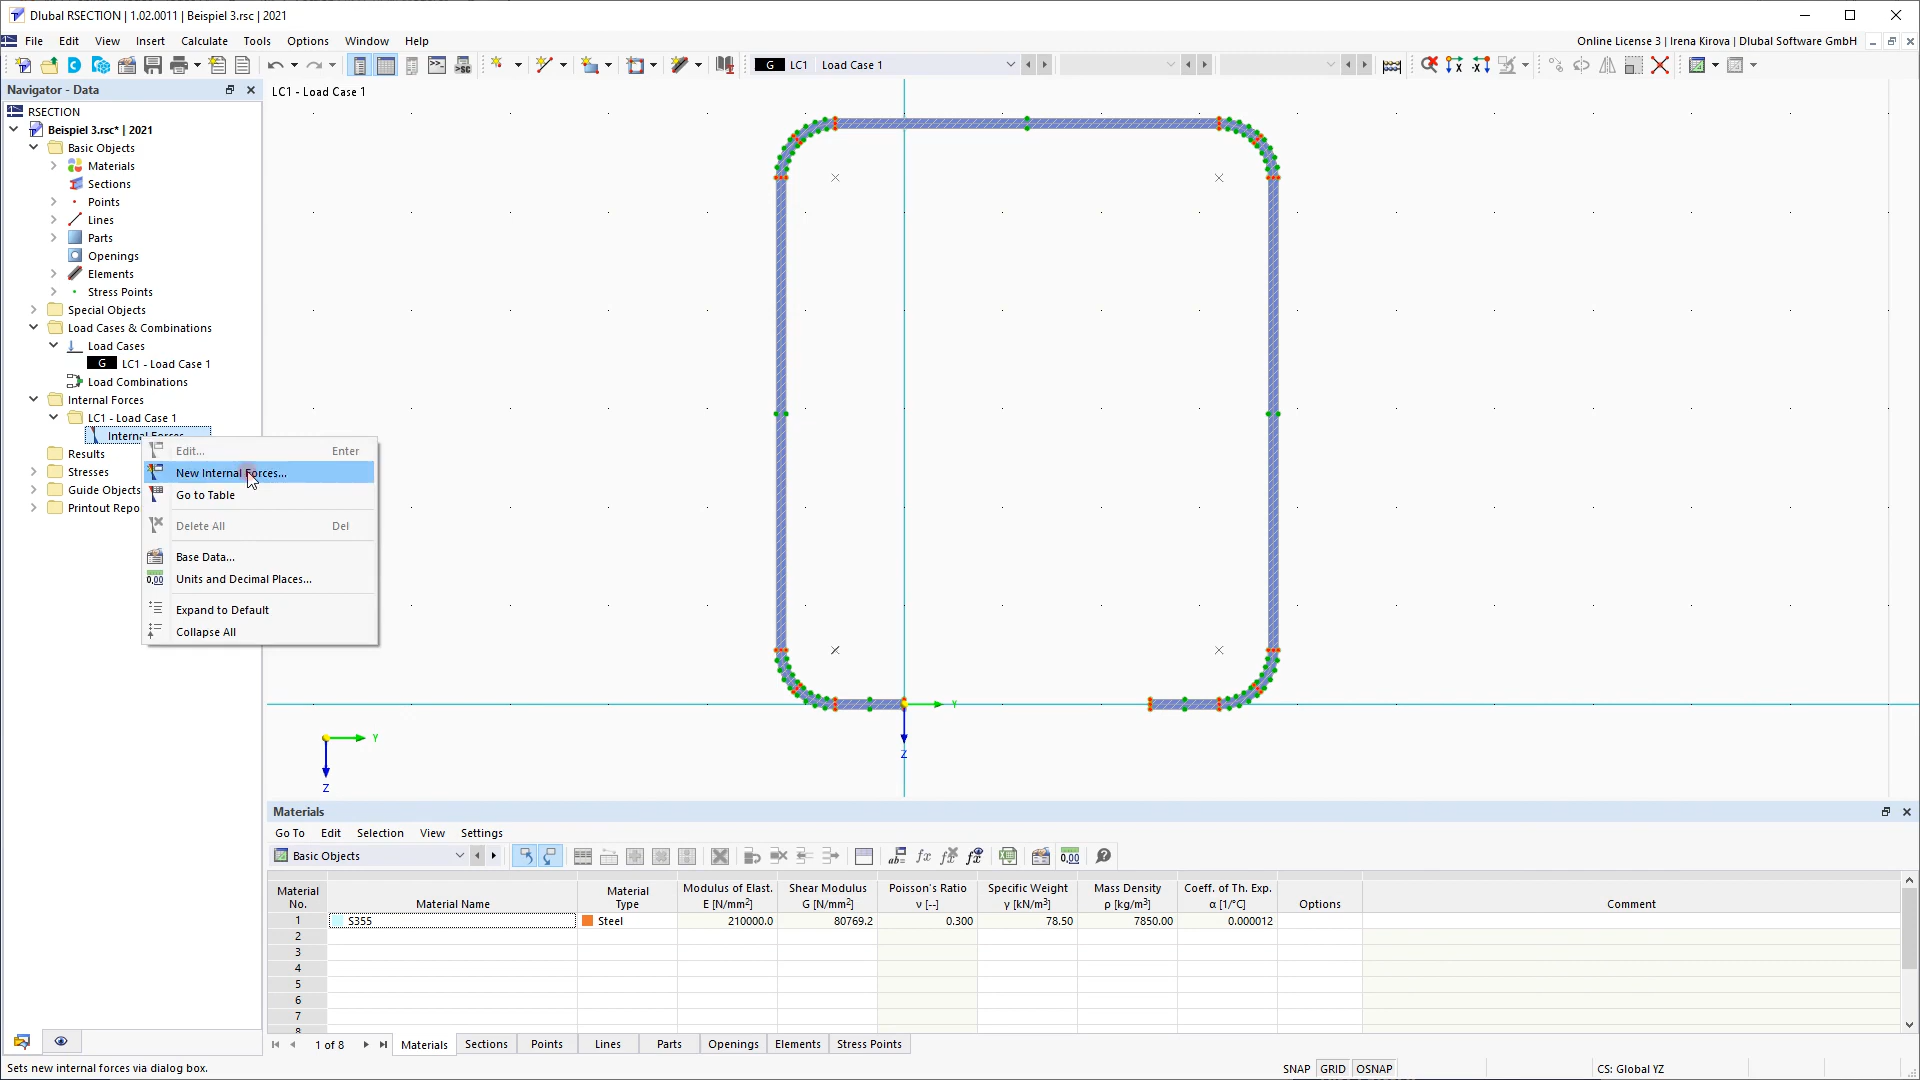 Dlubal RSECTION | 1.02.0011 | Beispiel 3.rsc | 2021
File Edit View Insert Calculate Tools Options Window Help
Online License 3 | Irena Kirova | Dlubal Software GmbH
G LC1 Load Case 1
Navigator - Data
LC1 - Load Case 1
RSECTION
Beispiel 3.rsc* | 2021
Basic Objects
Materials
Sections
Points
Lines
Parts
Openings
Elements
Stress Points
Special Objects
Load Cases & Combinations
Load Cases
G LC1 - Load Case 1
Load Combinations
Internal Forces
LC1 - Load Case 1
Internal Forces
Results
Stresses
Guide Objects
Printout Repo
Edit... Enter
New Internal Forces...
Go to Table
Delete All Del
Base Data...
Units and Decimal Places...
Expand to Default
Collapse All
Y
Z
Y
Z
Materials
Go To Edit Selection View Settings
Basic Objects
Material No. Material Name Material Type Modulus of Elast. E [N/mm²] Shear Modulus G [N/mm²] Poisson's Ratio ν [--] Specific Weight γ [kN/m³] Mass Density ρ [kg/m³] Coeff. of Th. Exp. α [1/°C] Options Comment
1 S355 Steel 210000.0 80769.2 0.300 78.50 7850.00 0.000012
2
3
4
5
6
7
8
1 of 8 Materials Sections Points Lines Parts Openings Elements Stress Points
Sets new internal forces via dialog box.
SNAP GRID OSNAP CS: Global YZ